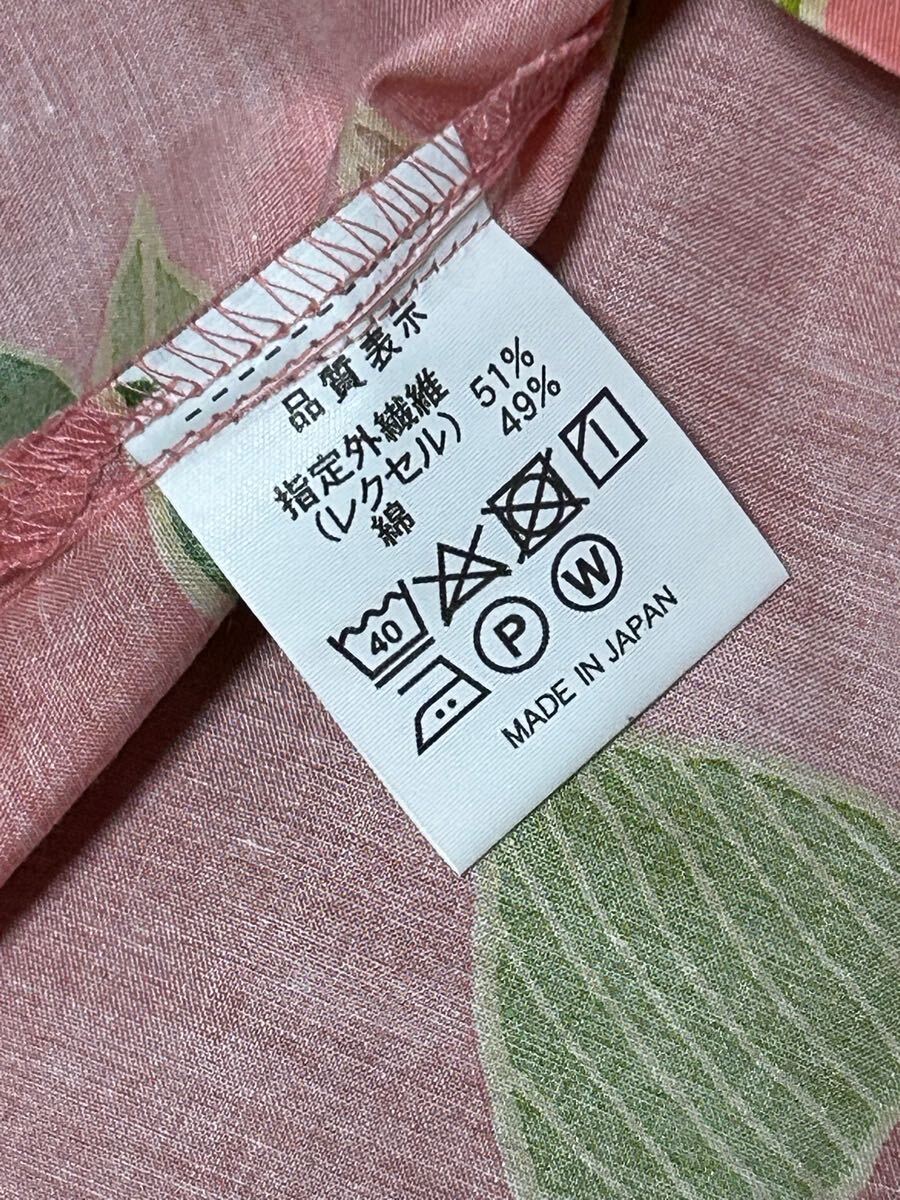 品質表示
指定外繊維 51%
(レクセル)
綿 49%
40
P W
MADE IN JAPAN